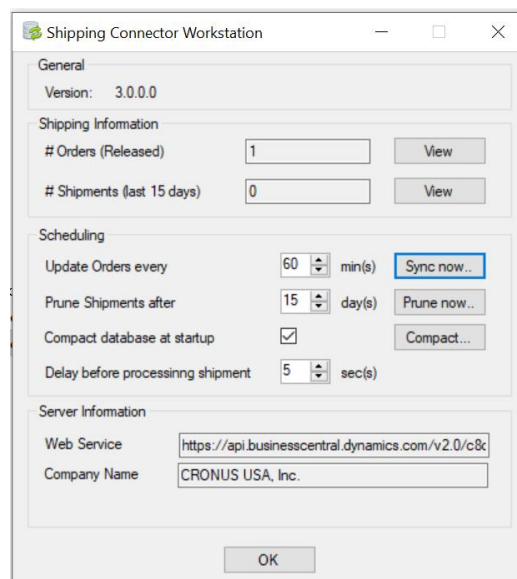 Shipping Connector Workstation
General
Version: 3.0.0.0
Shipping Information
# Orders (Released) 1 View
# Shipments (last 15 days) 0 View
Scheduling
Update Orders every 60 min(s) Sync now..
Prune Shipments after 15 day(s) Prune now..
Compact database at startup Compact...
Delay before processinng shipment 5 sec(s)
Server Information
Web Service https://api.businesscentral.dynamics.com/v2.0/c8c
Company Name CRONUS USA, Inc.
OK